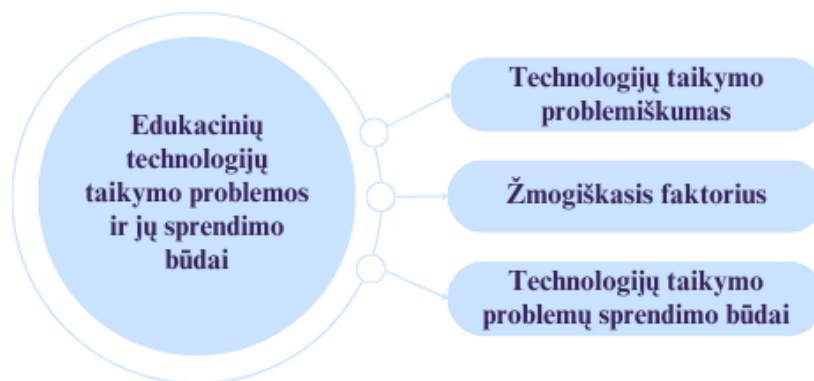 Edukacinių
technologijų
taikymo problemos
ir jų sprendimo
būdai
Technologijų taikymo
problemiškumas
Žmogiškasis faktorius
Technologijų taikymo
problemų sprendimo būdai